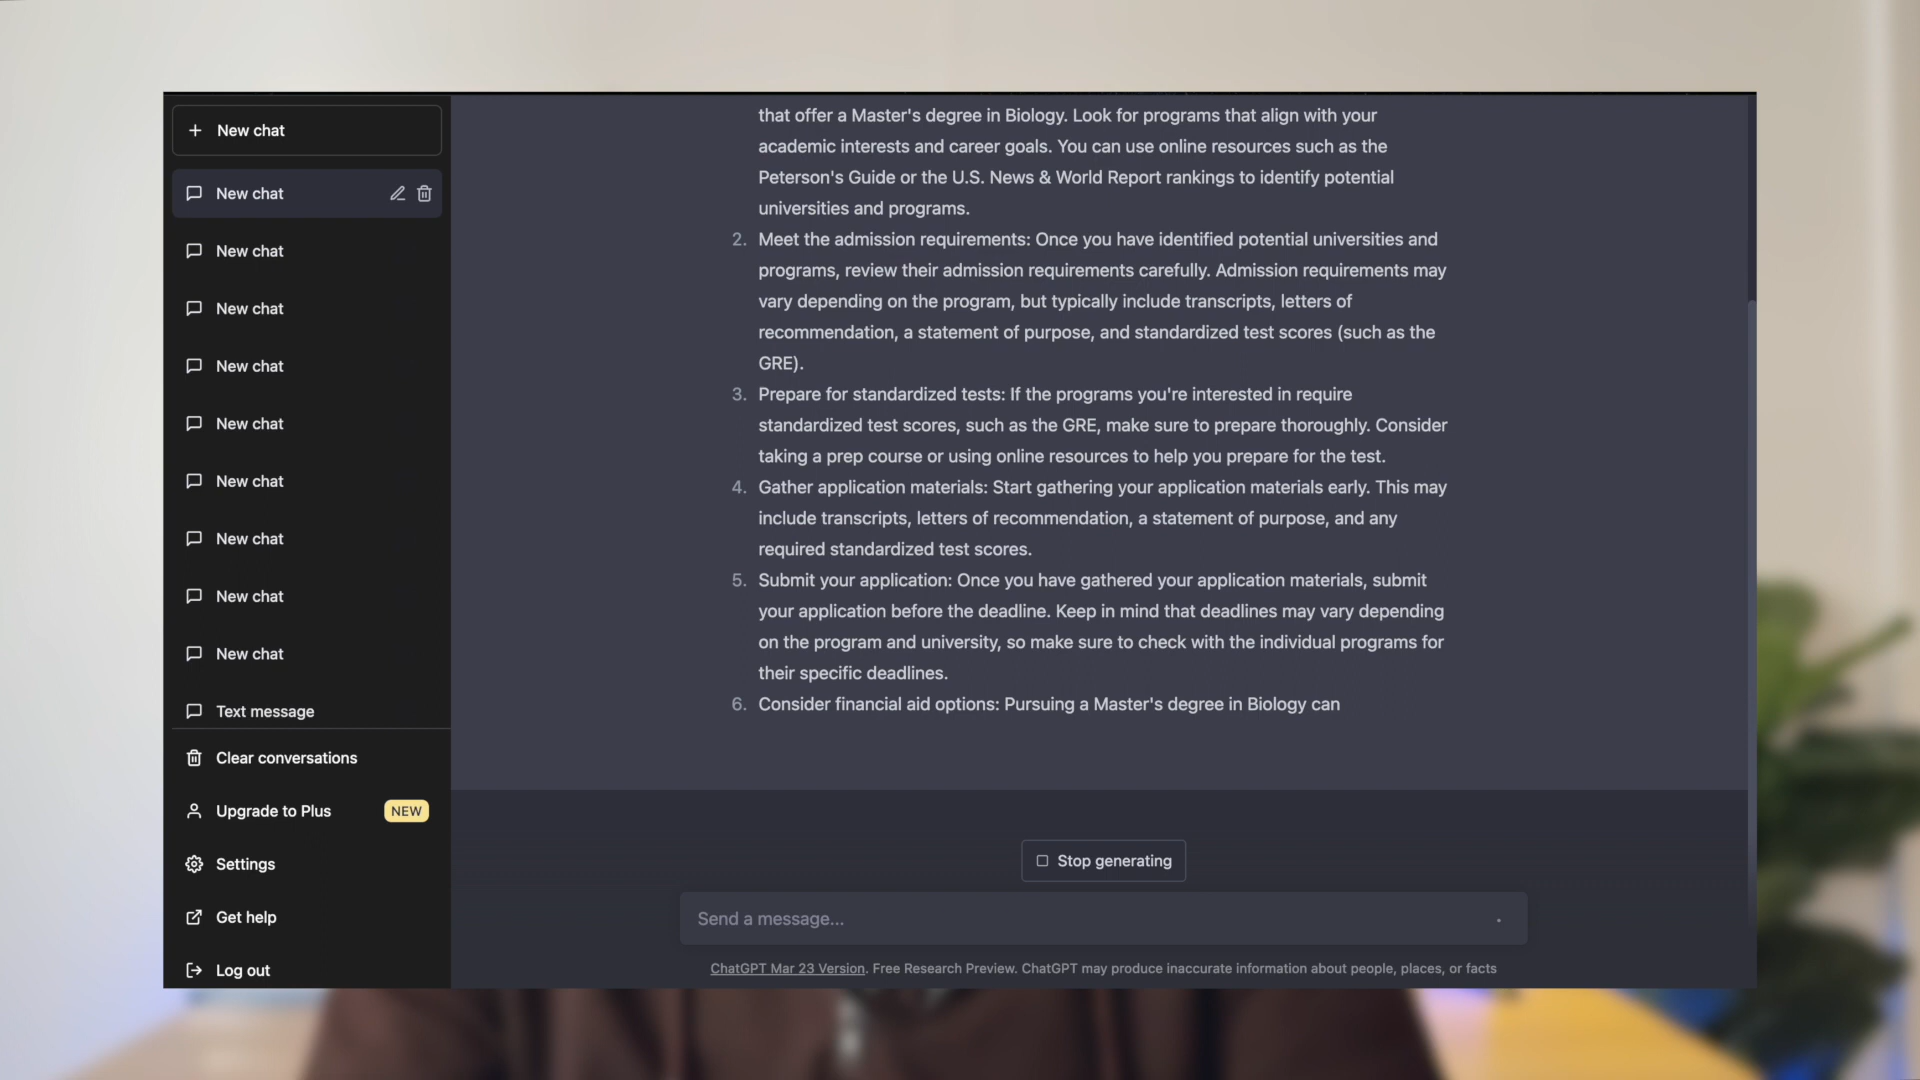 New chat
New chat
New chat
New chat
New chat
New chat
New chat
New chat
New chat
New chat
Text message
Clear conversations
Upgrade to Plus NEW
Settings
Get help
Log out
that offer a Master's degree in Biology. Look for programs that align with your
academic interests and career goals. You can use online resources such as the
Peterson's Guide or the U.S. News & World Report rankings to identify potential
universities and programs.
2. Meet the admission requirements: Once you have identified potential universities and
programs, review their admission requirements carefully. Admission requirements may
vary depending on the program, but typically include transcripts, letters of
recommendation, a statement of purpose, and standardized test scores (such as the
GRE).
3. Prepare for standardized tests: If the programs you're interested in require
standardized test scores, such as the GRE, make sure to prepare thoroughly. Consider
taking a prep course or using online resources to help you prepare for the test.
4. Gather application materials: Start gathering your application materials early. This may
include transcripts, letters of recommendation, a statement of purpose, and any
required standardized test scores.
5. Submit your application: Once you have gathered your application materials, submit
your application before the deadline. Keep in mind that deadlines may vary depending
on the program and university, so make sure to check with the individual programs for
their specific deadlines.
6. Consider financial aid options: Pursuing a Master's degree in Biology can
Stop generating
Send a message...
ChatGPT Mar 23 Version. Free Research Preview. ChatGPT may produce inaccurate information about people, places, or facts